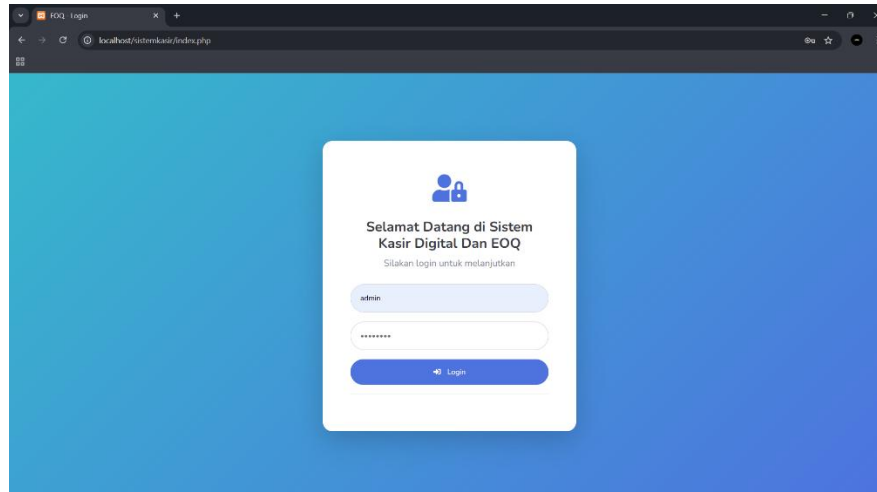 EOQ Login
localhost/sistemkasir/index.php
Selamat Datang di Sistem
Kasir Digital Dan EOQ
Silakan login untuk melanjutkan
admin
Login